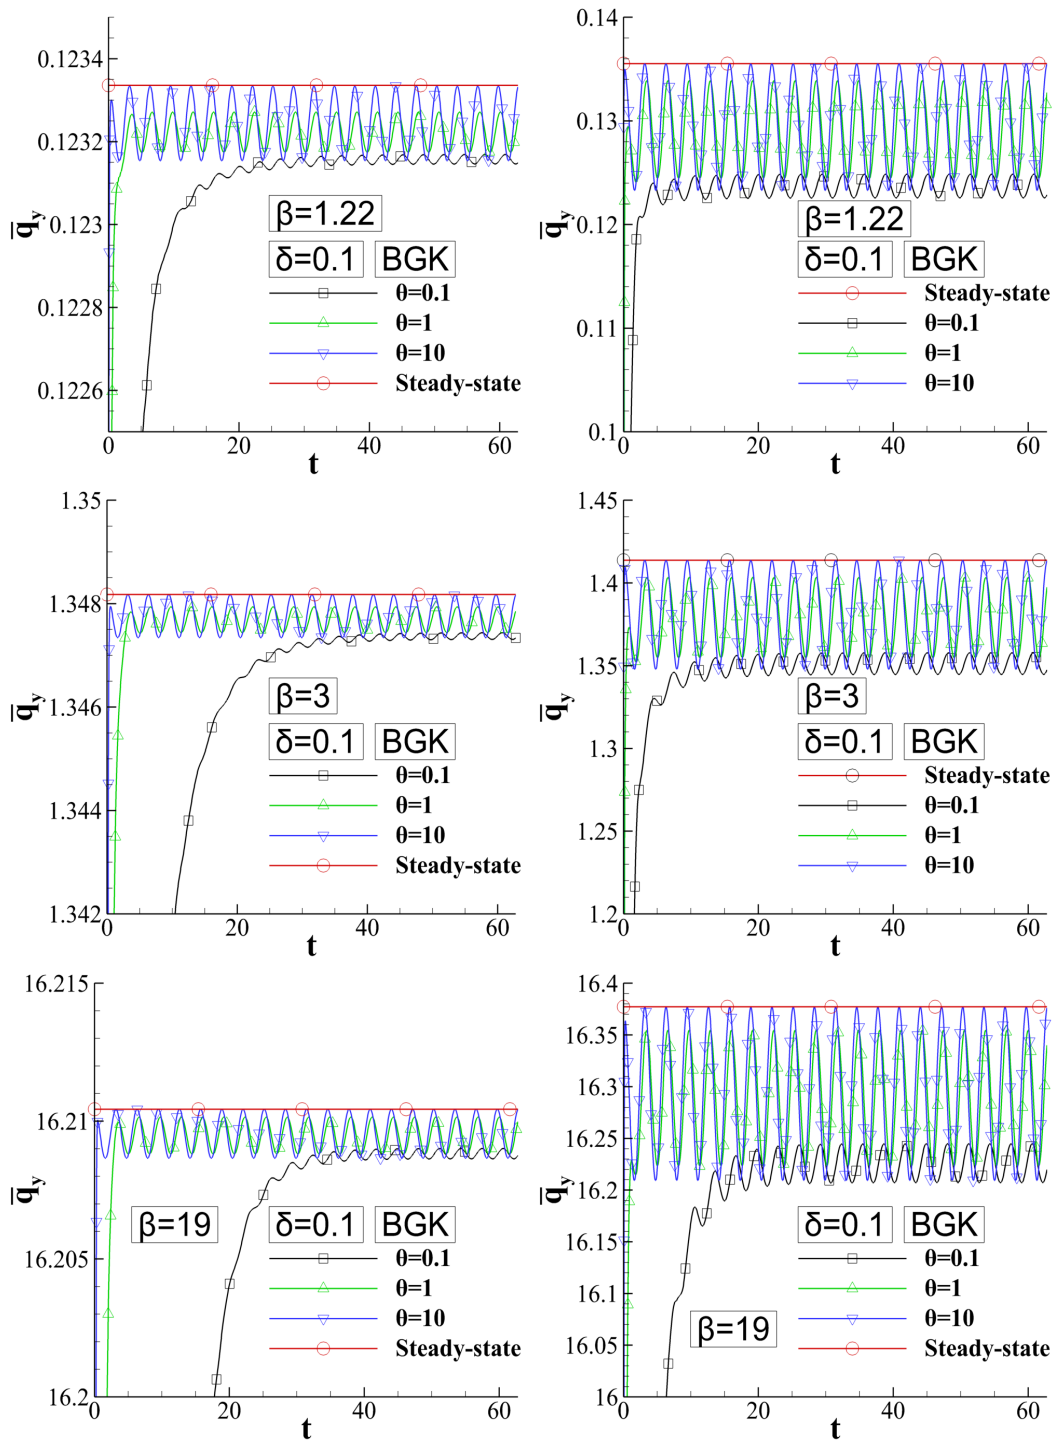 0.1234
0.1232
0.123
0.1228
0.1226
q̅y
β=1.22
δ=0.1 BGK
θ=0.1
θ=1
θ=10
Steady-state
0 20 40 60
t
0.14
0.13
0.12
0.11
0.1
q̅y
β=1.22
δ=0.1 BGK
Steady-state
θ=0.1
θ=1
θ=10
0 20 40 60
t
1.35
1.348
1.346
1.344
1.342
q̅y
β=3
δ=0.1 BGK
θ=0.1
θ=1
θ=10
Steady-state
0 20 40 60
t
1.45
1.4
1.35
1.3
1.25
1.2
q̅y
β=3
δ=0.1 BGK
Steady-state
θ=0.1
θ=1
θ=10
0 20 40 60
t
16.215
16.21
16.205
16.2
q̅y
β=19
δ=0.1 BGK
θ=0.1
θ=1
θ=10
Steady-state
0 20 40 60
t
16.4
16.35
16.3
16.25
16.2
16.15
16.1
16.05
16
q̅y
δ=0.1 BGK
θ=0.1
θ=1
θ=10
Steady-state
β=19
0 20 40 60
t